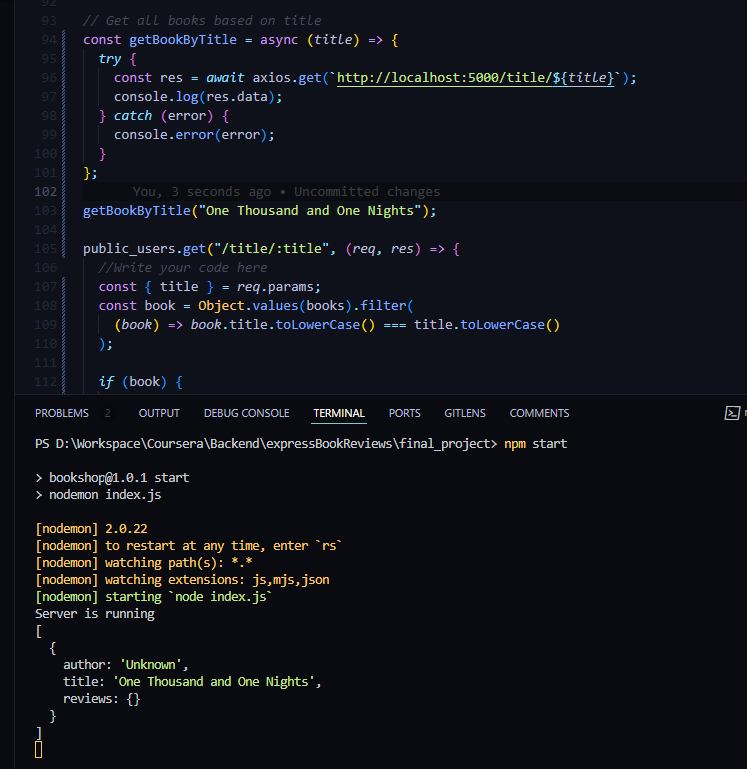 92
93 // Get all books based on title
94 const getBookByTitle = async (title) => {
95 try {
96 const res = await axios.get(`http://localhost:5000/title/${title}`);
97 console.log(res.data);
98 } catch (error) {
99 console.error(error);
100 }
101 };
102 You, 3 seconds ago • Uncommitted changes
103 getBookByTitle("One Thousand and One Nights");
104
105 public_users.get("/title/:title", (req, res) => {
106 //Write your code here
107 const { title } = req.params;
108 const book = Object.values(books).filter(
109 (book) => book.title.toLowerCase() === title.toLowerCase()
110 );
111
112 if (book) {
PROBLEMS 2 OUTPUT DEBUG CONSOLE TERMINAL PORTS GITLENS COMMENTS
PS D:\Workspace\Coursera\Backend\expressBookReviews\final_project> npm start
> bookshop@1.0.1 start
> nodemon index.js
[nodemon] 2.0.22
[nodemon] to restart at any time, enter `rs`
[nodemon] watching path(s): *.*
[nodemon] watching extensions: js,mjs,json
[nodemon] starting `node index.js`
Server is running
[
{
author: 'Unknown',
title: 'One Thousand and One Nights',
reviews: {}
}
]